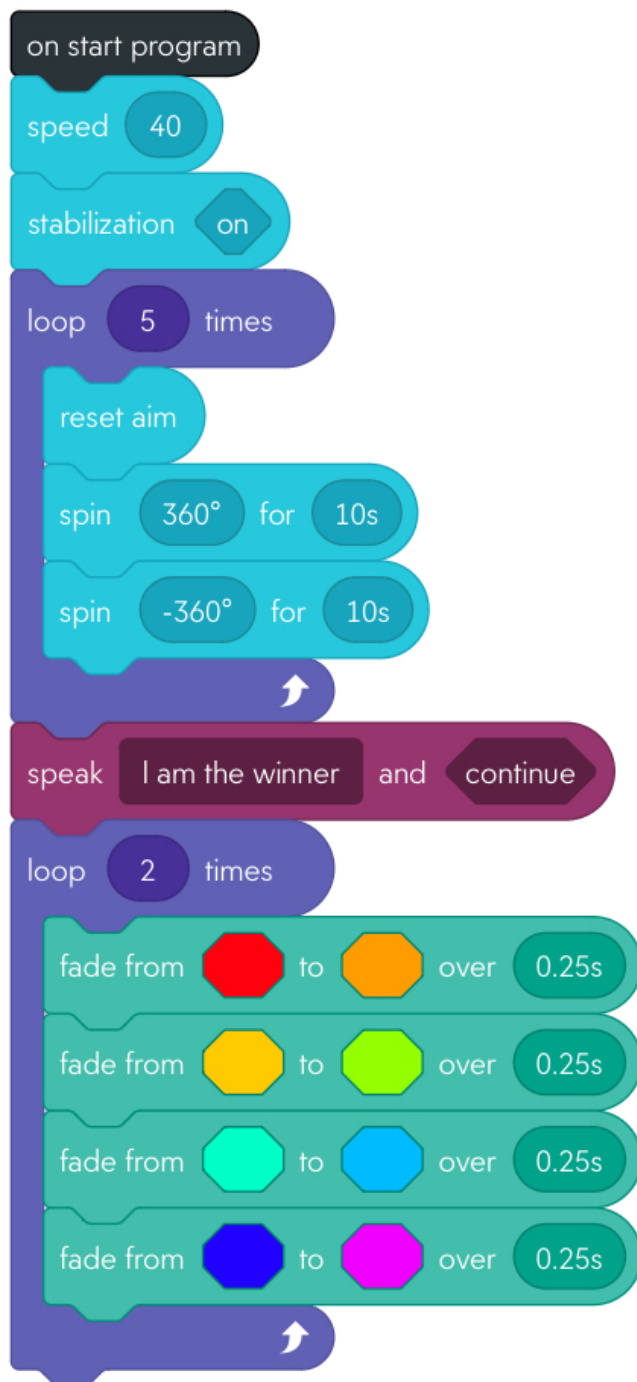 on start program
speed 40
stabilization on
loop 5 times
reset aim
spin 360° for 10s
spin -360° for 10s
speak I am the winner and continue
loop 2 times
fade from to over 0.25s
fade from to over 0.25s
fade from to over 0.25s
fade from to over 0.25s